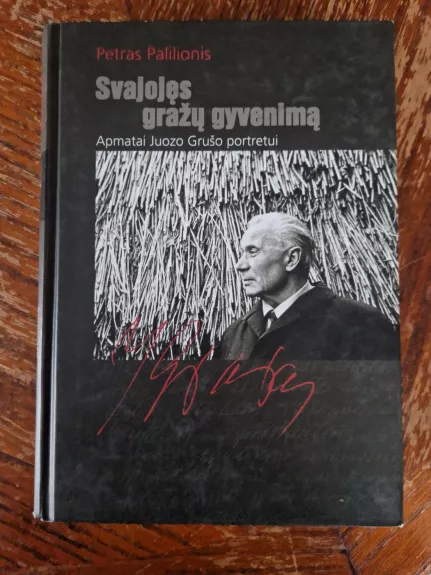 Petras Palilionis
Svajojęs
gražų gyvenimą
Apmatai Juozo Grušo portretui